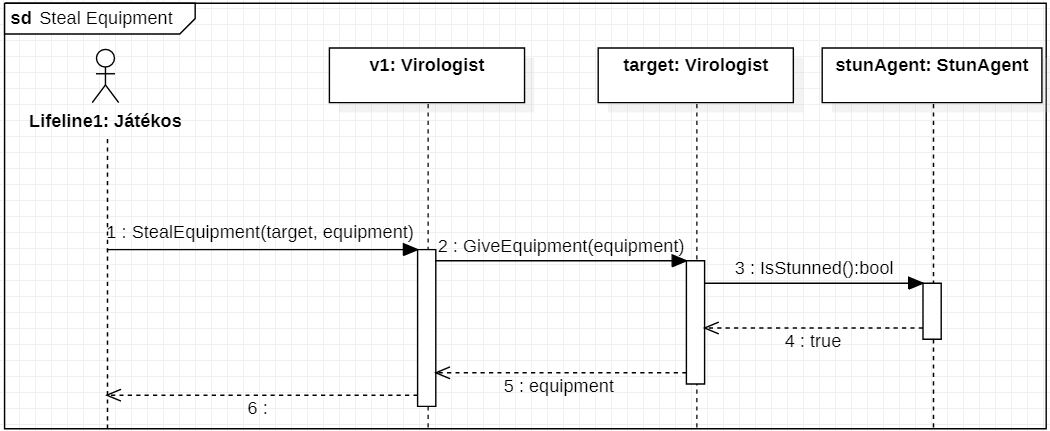 sd Steal Equipment
v1: Virologist
target: Virologist
stunAgent: StunAgent
Lifeline1: Játékos
1 : StealEquipment(target, equipment)
2 : GiveEquipment(equipment)
3 : IsStunned():bool
4 : true
5 : equipment
6 :